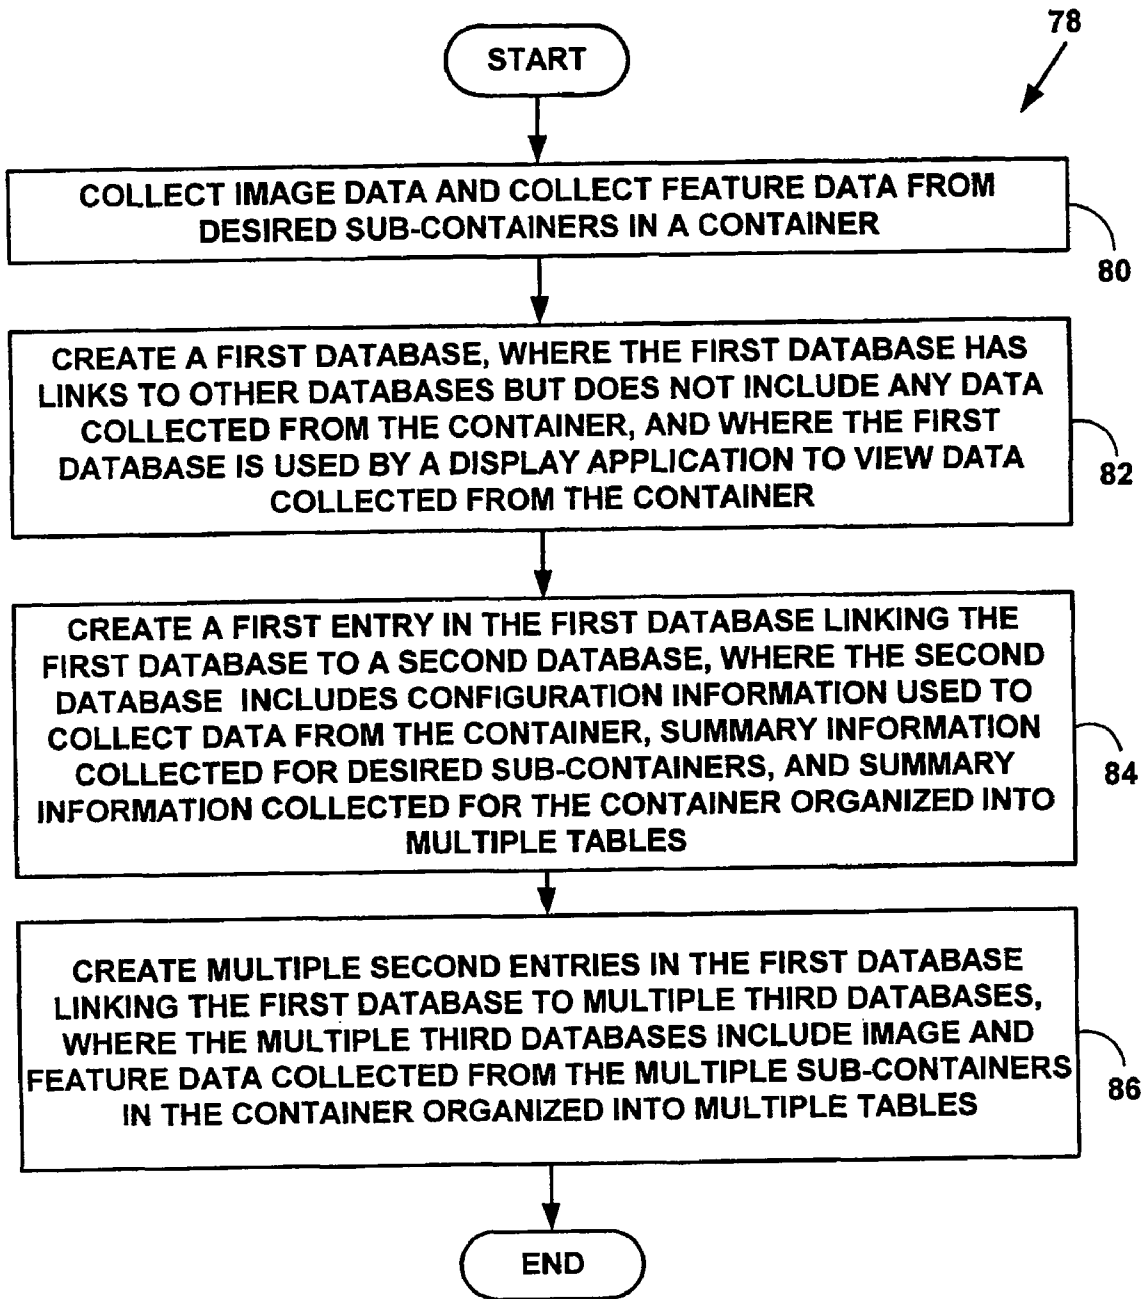 78
START
COLLECT IMAGE DATA AND COLLECT FEATURE DATA FROM
DESIRED SUB-CONTAINERS IN A CONTAINER
80
CREATE A FIRST DATABASE, WHERE THE FIRST DATABASE HAS
LINKS TO OTHER DATABASES BUT DOES NOT INCLUDE ANY DATA
COLLECTED FROM THE CONTAINER, AND WHERE THE FIRST
DATABASE IS USED BY A DISPLAY APPLICATION TO VIEW DATA
COLLECTED FROM THE CONTAINER
82
CREATE A FIRST ENTRY IN THE FIRST DATABASE LINKING THE
FIRST DATABASE TO A SECOND DATABASE, WHERE THE SECOND
DATABASE INCLUDES CONFIGURATION INFORMATION USED TO
COLLECT DATA FROM THE CONTAINER, SUMMARY INFORMATION
COLLECTED FOR DESIRED SUB-CONTAINERS, AND SUMMARY
INFORMATION COLLECTED FOR THE CONTAINER ORGANIZED INTO
MULTIPLE TABLES
84
CREATE MULTIPLE SECOND ENTRIES IN THE FIRST DATABASE
LINKING THE FIRST DATABASE TO MULTIPLE THIRD DATABASES,
WHERE THE MULTIPLE THIRD DATABASES INCLUDE IMAGE AND
FEATURE DATA COLLECTED FROM THE MULTIPLE SUB-CONTAINERS
IN THE CONTAINER ORGANIZED INTO MULTIPLE TABLES
86
END